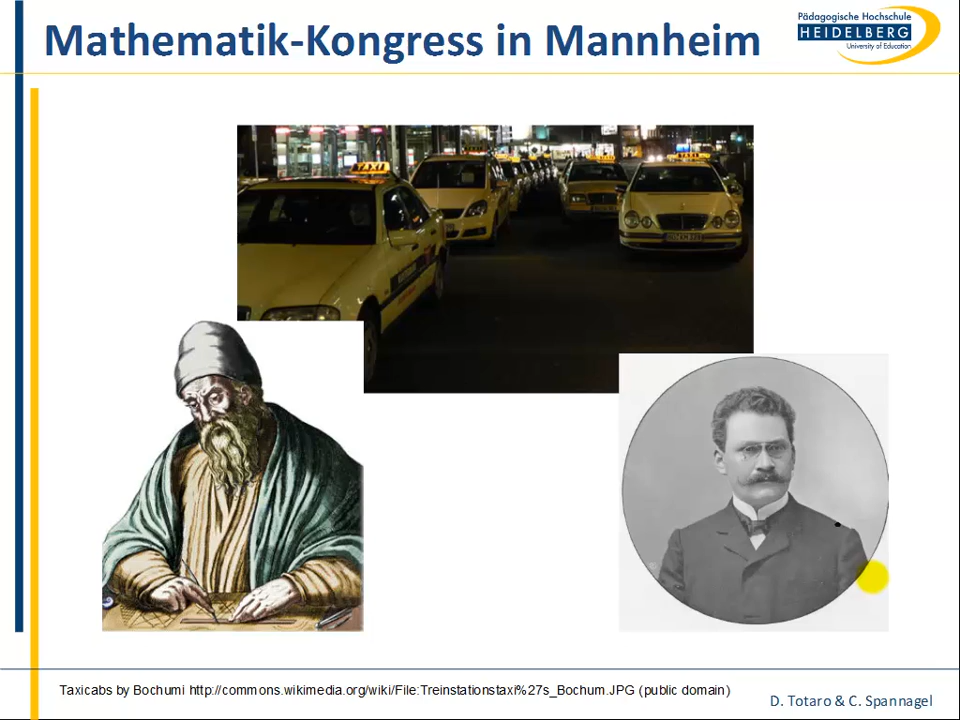 Mathematik-Kongress in Mannheim
Pädagogische Hochschule
HEIDELBERG
University of Education
TAXI
Taxicabs by Bochumi http://commons.wikimedia.org/wiki/File:Treinstationstaxi%27s_Bochum.JPG (public domain)
D. Totaro & C. Spannagel